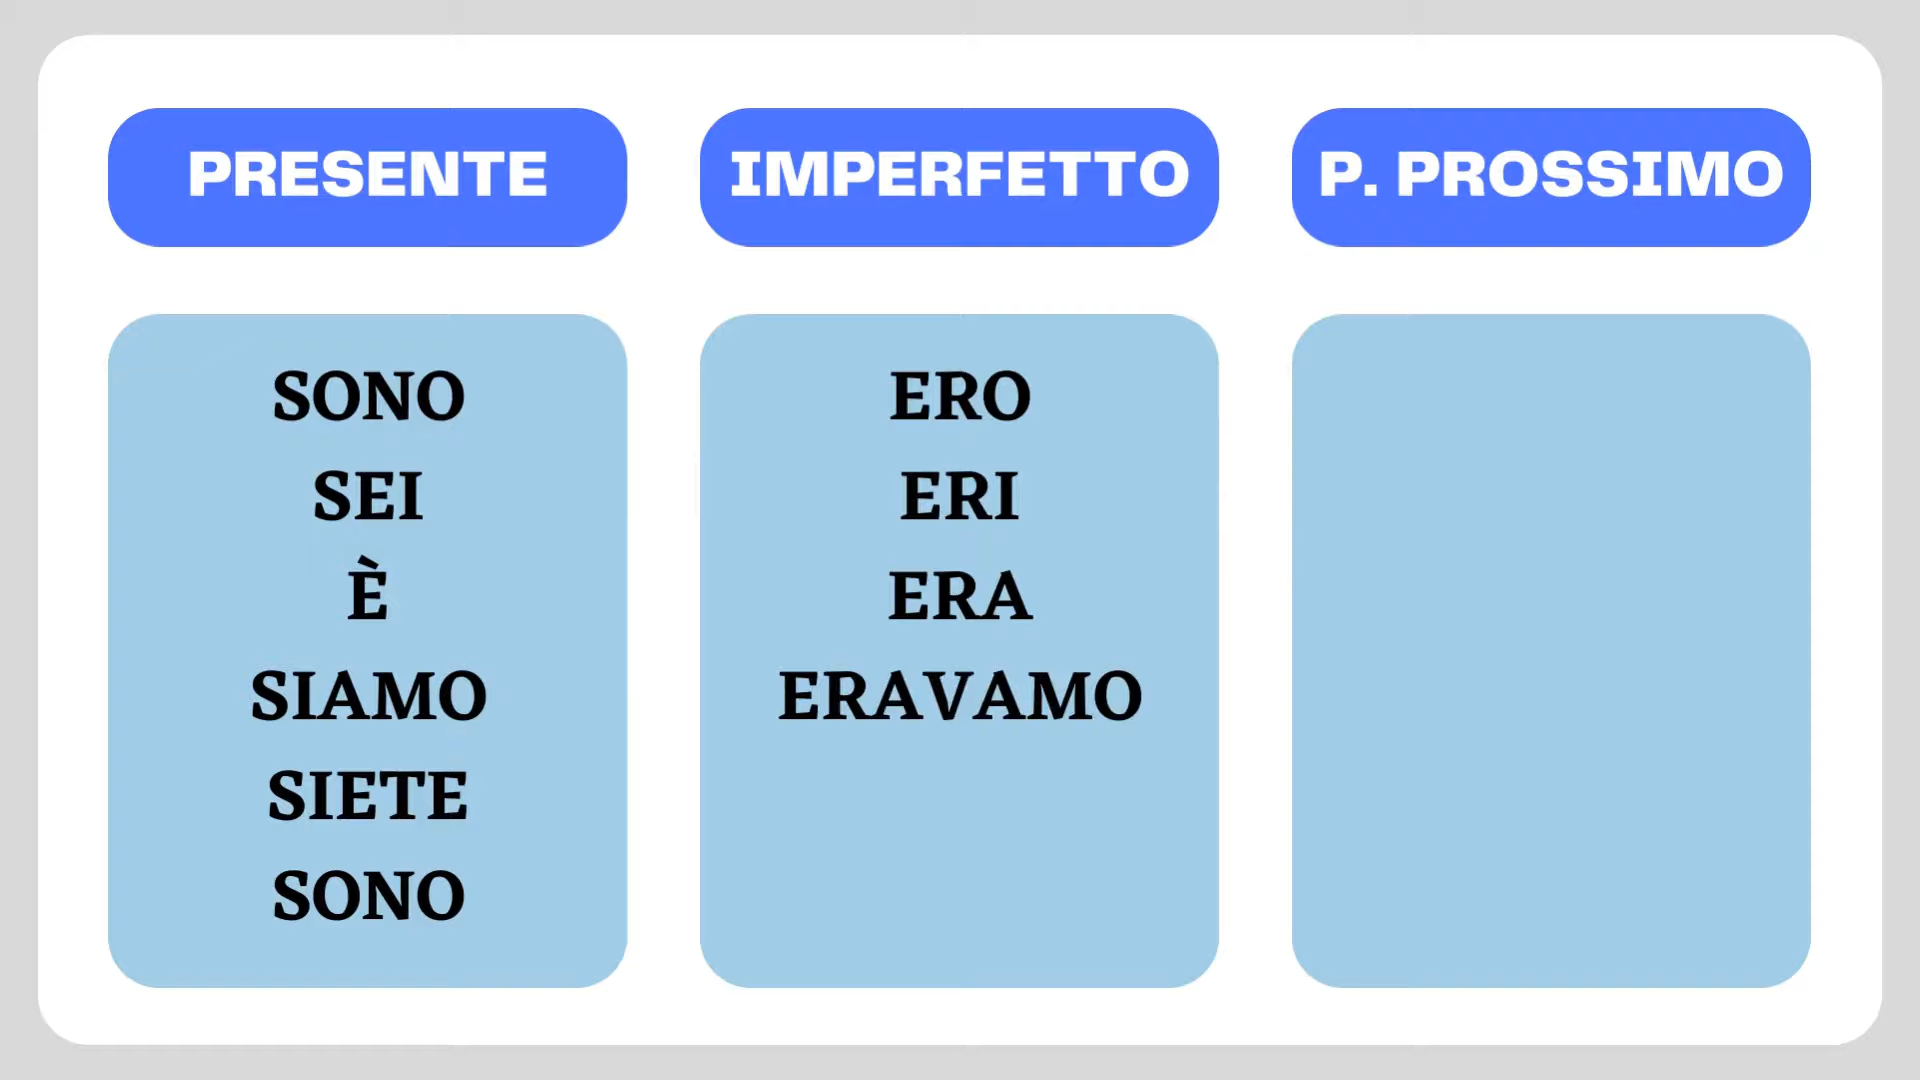 PRESENTE
SONO
SEI
È
SIAMO
SIETE
SONO
IMPERFETTO
ERO
ERI
ERA
ERAVAMO
P. PROSSIMO